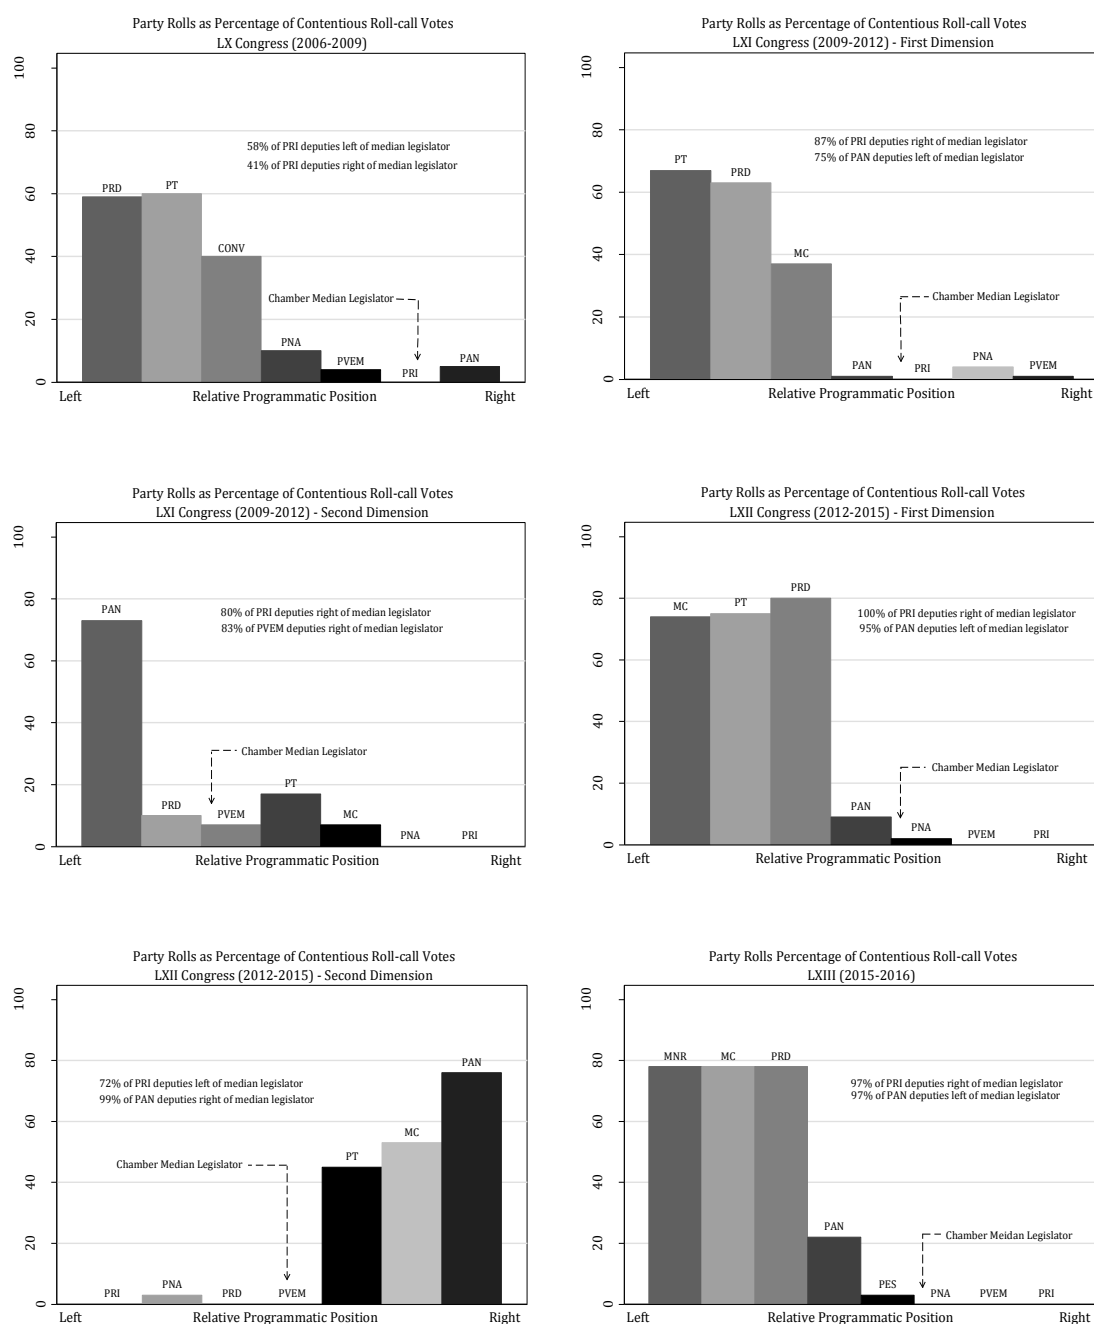 Party Rolls as Percentage of Contentious Roll-call Votes
LX Congress (2006-2009)
100
80
60
40
20
0
58% of PRI deputies left of median legislator
41% of PRI deputies right of median legislator
PRD
PT
CONV
Chamber Median Legislator
PNA
PVEM
PRI
PAN
Left
Relative Programmatic Position
Right
Party Rolls as Percentage of Contentious Roll-call Votes
LXI Congress (2009-2012) - First Dimension
100
80
60
40
20
0
87% of PRI deputies right of median legislator
75% of PAN deputies left of median legislator
PT
PRD
MC
Chamber Median Legislator
PAN
PRI
PNA
PVEM
Left
Relative Programmatic Position
Right
Party Rolls as Percentage of Contentious Roll-call Votes
LXI Congress (2009-2012) - Second Dimension
100
80
60
40
20
0
PAN
80% of PRI deputies right of median legislator
83% of PVEM deputies right of median legislator
Chamber Median Legislator
PRD
PVEM
PT
MC
PNA
PRI
Left
Relative Programmatic Position
Right
Party Rolls as Percentage of Contentious Roll-call Votes
LXII Congress (2012-2015) - First Dimension
100
80
60
40
20
0
MC
PT
PRD
100% of PRI deputies right of median legislator
95% of PAN deputies left of median legislator
Chamber Median Legislator
PAN
PNA
PVEM
PRI
Left
Relative Programmatic Position
Right
Party Rolls as Percentage of Contentious Roll-call Votes
LXII Congress (2012-2015) - Second Dimension
100
80
60
40
20
0
72% of PRI deputies left of median legislator
99% of PAN deputies right of median legislator
Chamber Median Legislator
PRI
PNA
PRD
PVEM
PT
MC
PAN
Left
Relative Programmatic Position
Right
Party Rolls Percentage of Contentious Roll-call Votes
LXIII (2015-2016)
100
80
60
40
20
0
MNR
MC
PRD
97% of PRI deputies right of median legislator
97% of PAN deputies left of median legislator
Chamber Meidan Legislator
PAN
PES
PNA
PVEM
PRI
Left
Relative Programmatic Position
Right